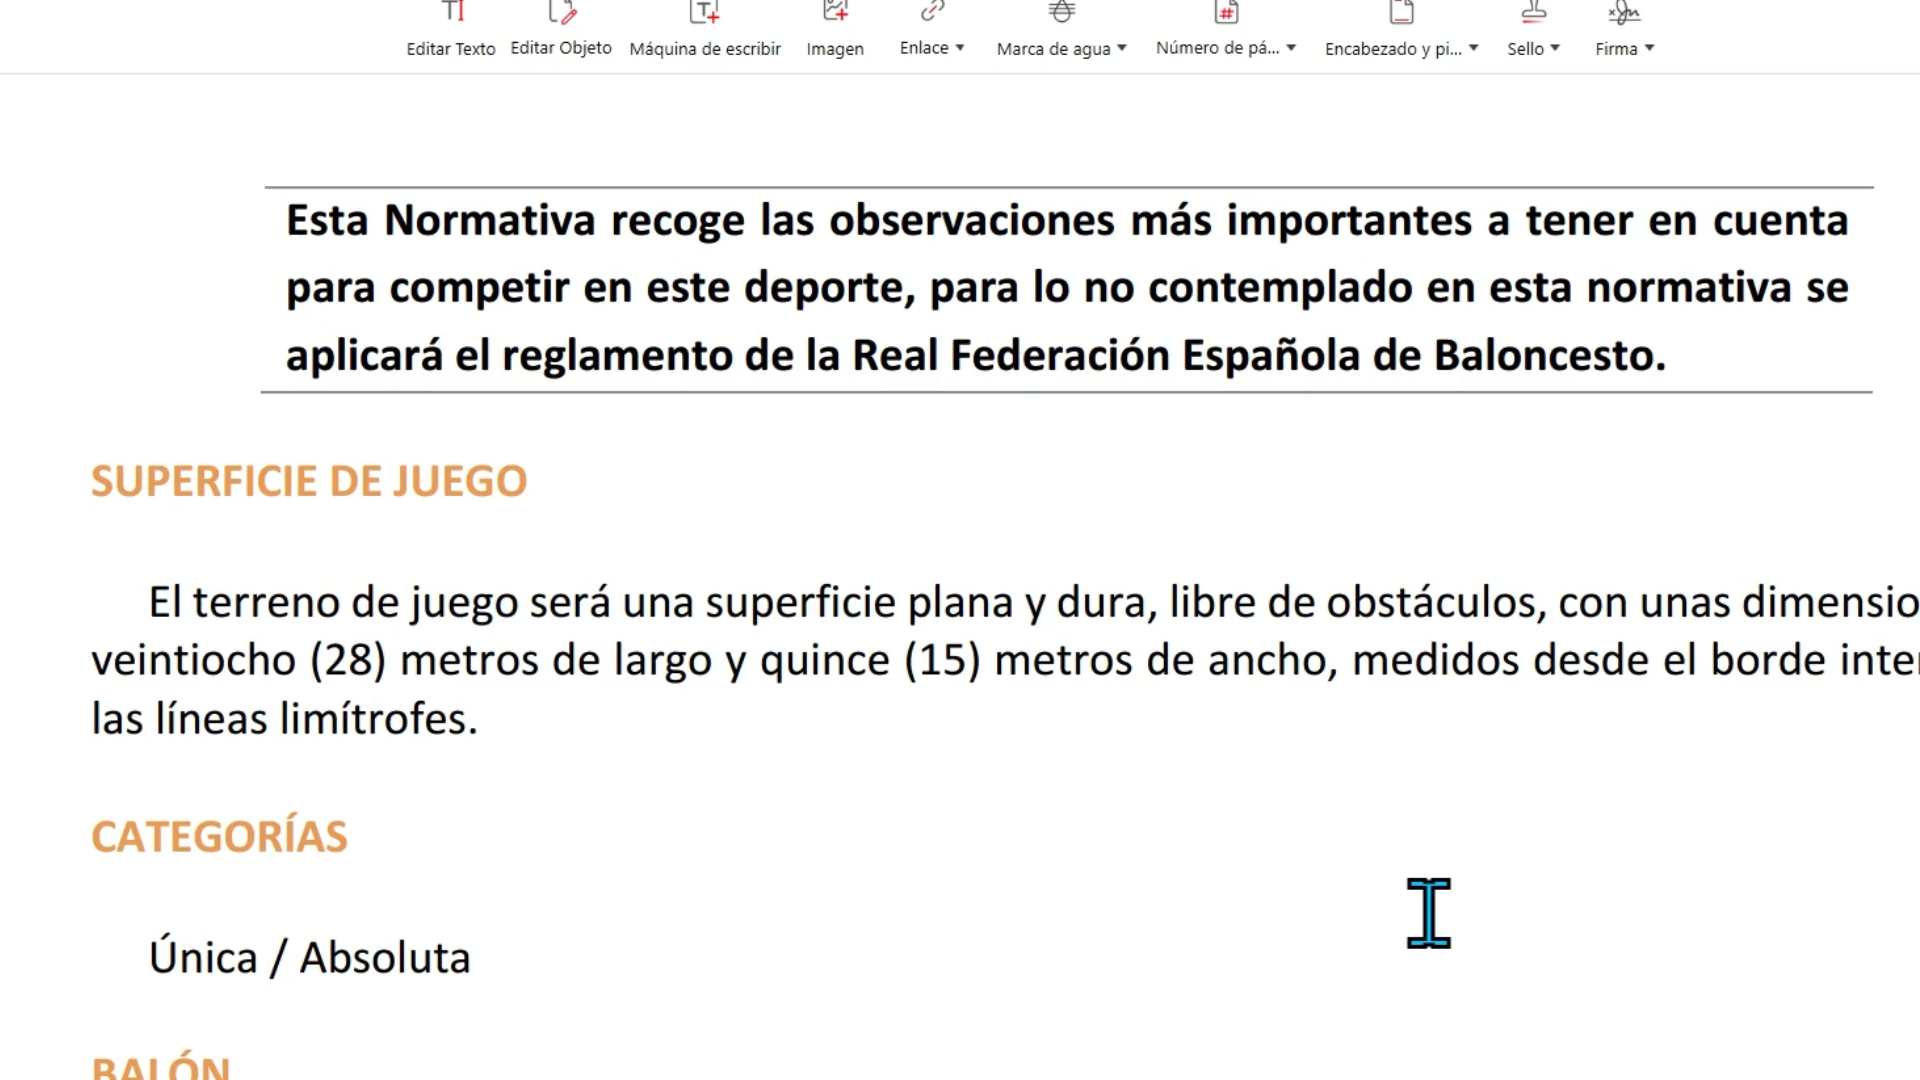 Editar Texto Editar Objeto Máquina de escribir Imagen Enlace Marca de agua Número de pá... Encabezado y pi... Sello Firma
Esta Normativa recoge las observaciones más importantes a tener en cuenta
para competir en este deporte, para lo no contemplado en esta normativa se
aplicará el reglamento de la Real Federación Española de Baloncesto.
SUPERFICIE DE JUEGO
El terreno de juego será una superficie plana y dura, libre de obstáculos, con unas dimensio
veintiocho (28) metros de largo y quince (15) metros de ancho, medidos desde el borde inter
las líneas limítrofes.
CATEGORÍAS
Única / Absoluta
BALÓN